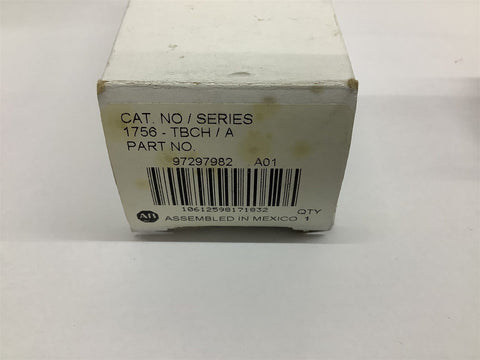 CAT. NO / SERIES
1756 - TBCH / A
PART NO.
97297982 A01
10612598171032
QTY
AB ASSEMBLED IN MEXICO 1